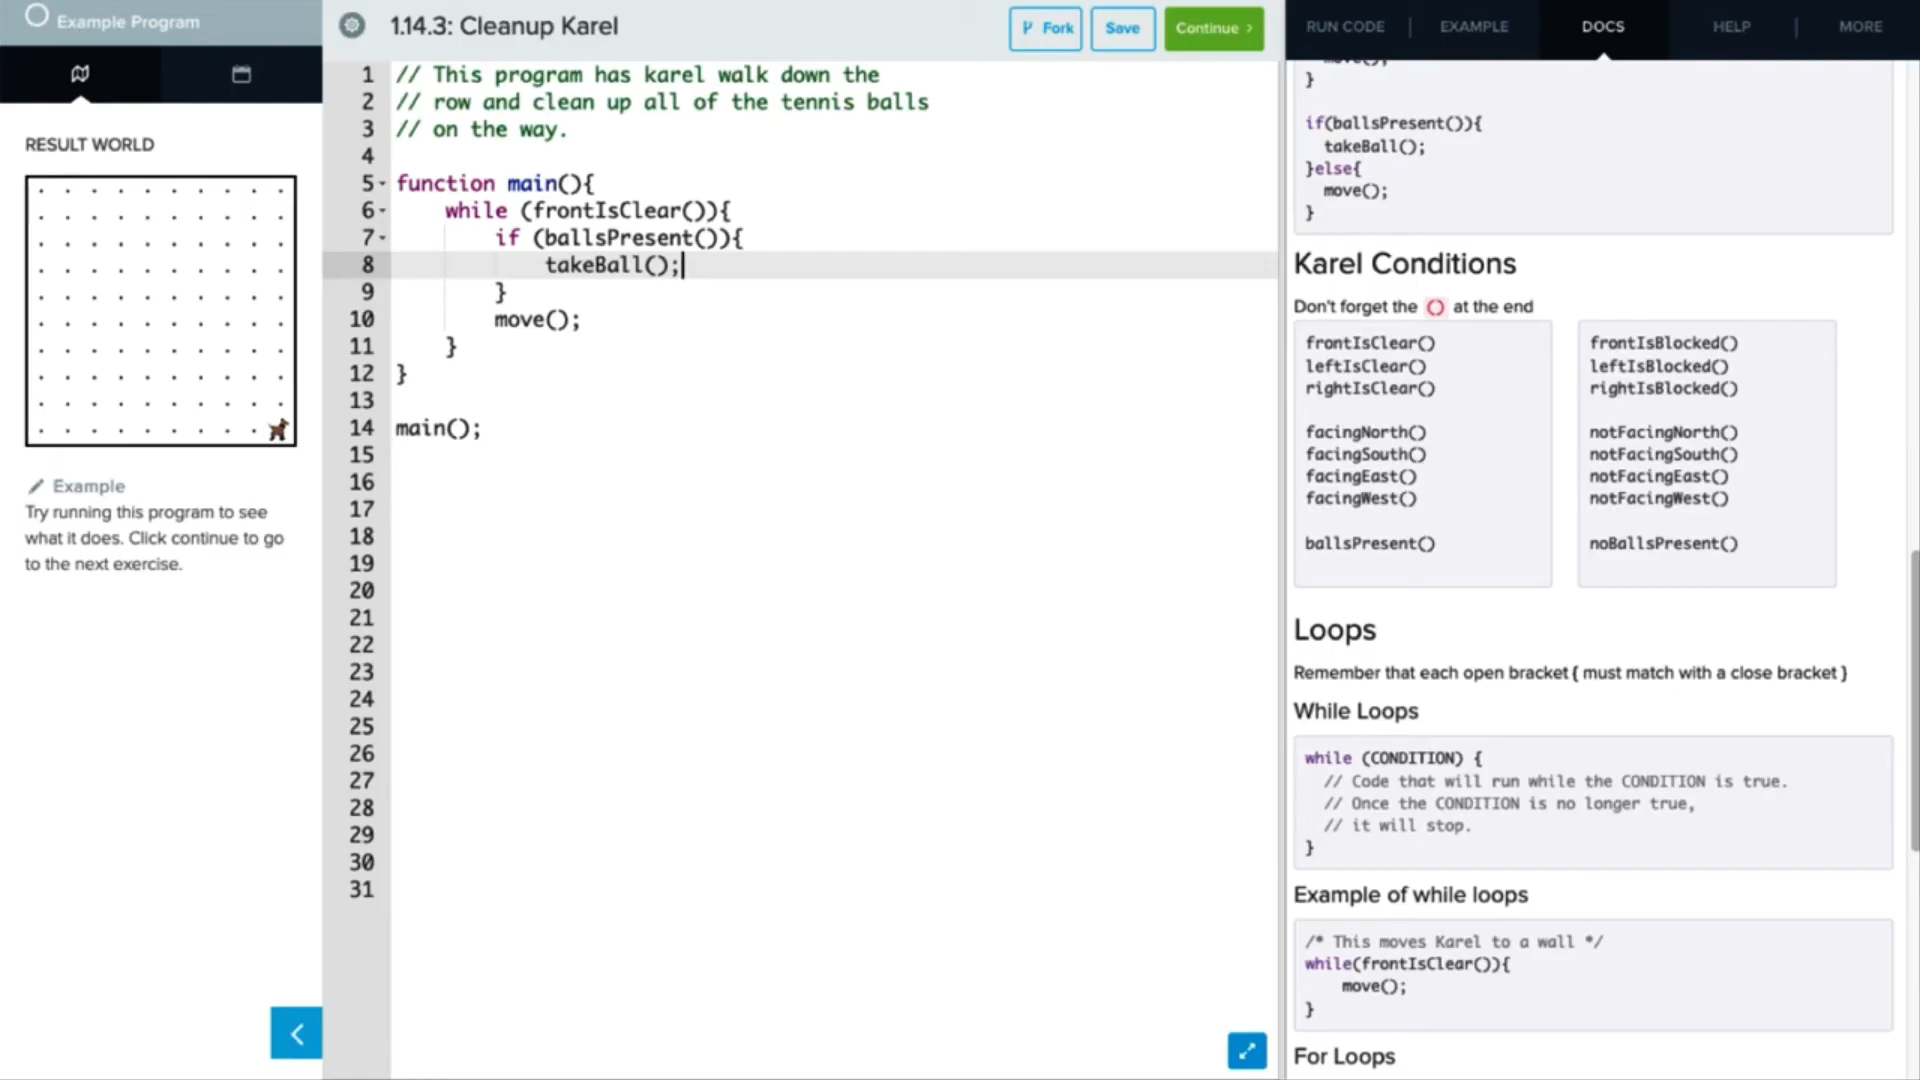 Example Program
RESULT WORLD
Example
Try running this program to see
what it does. Click continue to go
to the next exercise.
1.14.3: Cleanup Karel
Fork
Save
Continue
1 // This program has karel walk down the
2 // row and clean up all of the tennis balls
3 // on the way.
4
5 function main(){
6 while (frontIsClear()){
7 if (ballsPresent()){
8 takeBall();
9 }
10 move();
11 }
12 }
13
14 main();
15
16
17
18
19
20
21
22
23
24
25
26
27
28
29
30
31
RUN CODE
EXAMPLE
DOCS
HELP
MORE
move();
}
if(ballsPresent()){
takeBall();
}else{
move();
}
Karel Conditions
Don't forget the () at the end
frontIsClear()
leftIsClear()
rightIsClear()
facingNorth()
facingSouth()
facingEast()
facingWest()
ballsPresent()
frontIsBlocked()
leftIsBlocked()
rightIsBlocked()
notFacingNorth()
notFacingSouth()
notFacingEast()
notFacingWest()
noBallsPresent()
Loops
Remember that each open bracket { must match with a close bracket }
While Loops
while (CONDITION) {
// Code that will run while the CONDITION is true.
// Once the CONDITION is no longer true,
// it will stop.
}
Example of while loops
/* This moves Karel to a wall */
while(frontIsClear()){
move();
}
For Loops